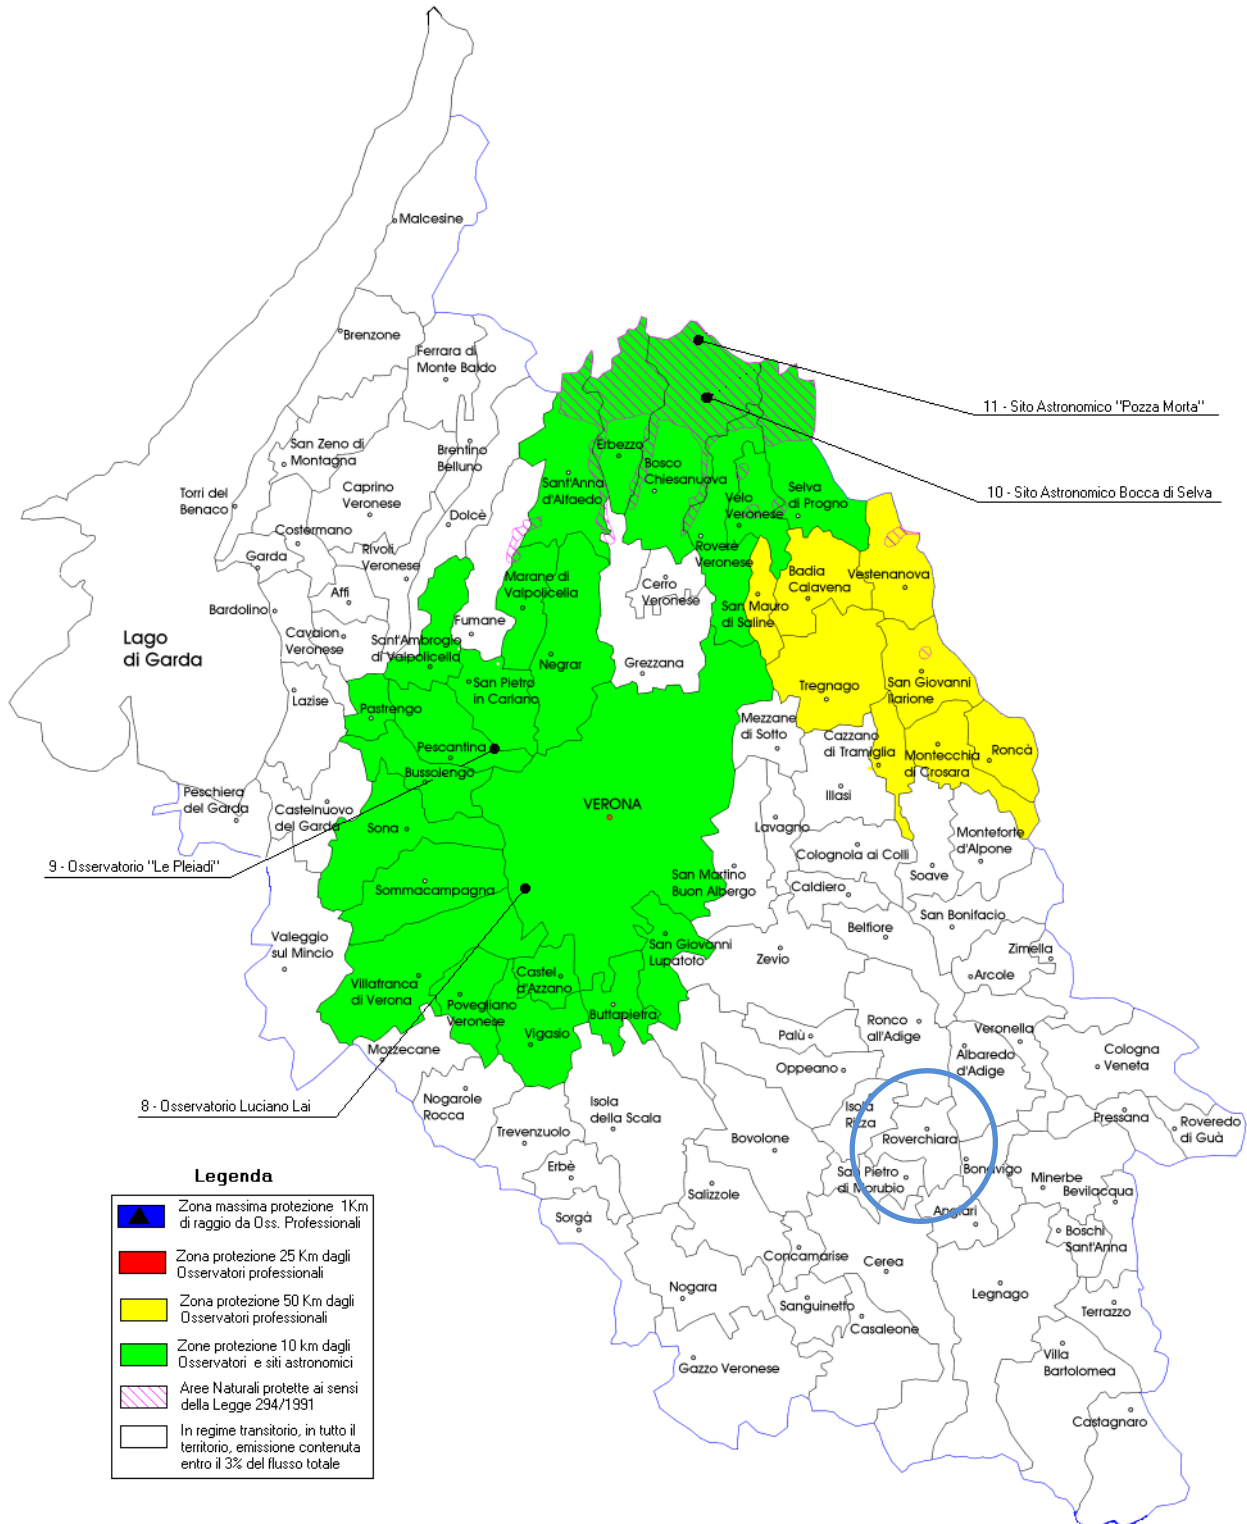 Malcesine
Brenzone
Ferrara di
Monte Baldo
11 - Sito Astronomico "Pozza Morta"
San Zeno di
Montagna
Brentino
Belluno
Erbezzo
Bosco
Chiesanuova
Sant'Anna
d'Alfaedo
Caprino
Veronese
Selva
di Progno
10 - Sito Astronomico Bocca di Selva
Torri del
Benaco
Velo
Veronese
Dolcè
Costermano
Garda
Rivoli
Veronese
Roverè
Veronese
Marane di
Valpolicella
Cerro
Veronese
Badia
Calavena
Vestenanova
Affi
Bardolino
San Mauro
di Saline
Fumane
Cavaion
Veronese
Sant'Ambrogio
di Valpolicella
Lago
di Garda
Negrar
Grezzana
San Pietro
in Cariano
Tregnago
San Giovanni
Ilarione
Lazise
Pastrengo
Mezzane
di Sotto
Cazzano
di Tramiglia
Pescantina
Montecchia
di Crosara
Roncà
Bussolengo
Peschiera
del Garda
Castelnuovo
del Garda
VERONA
Illasi
Sona
Lavagno
Monteforte
d'Alpone
Colognola ai Colli
9 - Osservatorio "Le Pleiadi"
Sommacampagna
San Martino
Buon Albergo
Caldiero
Soave
San Bonifacio
Belfiore
Valeggio
sul Mincio
San Giovanni
Lupatoto
Zevio
Zimella
Arcole
Castel
d'Azzano
Villafranca
di Verona
Povegliano
Veronese
Buttapietra
Vigasio
Ronco
all'Adige
Palù
Veronella
Mozzecane
Albaredo
d'Adige
Cologna
Veneta
Oppeano
8 - Osservatorio Luciano Lai
Nogarole
Rocca
Isola
della Scala
Isola
Rizza
Pressana
Roveredo
di Guà
Trevenzuolo
Bovolone
Roverchiara
Erbè
San Pietro
di Morubio
Bonavigo
Minerbe
Bevilacqua
Salizzole
Sorgà
Angiari
Boschi
Sant'Anna
Concamarise
Cerea
Nogara
Legnago
Sanguinetto
Terrazzo
Casaleone
Gazzo Veronese
Villa
Bartolomea
Castagnaro
Legenda
Zona massima protezione 1Km
di raggio da Oss. Professionali
Zona protezione 25 Km dagli
Osservatori professionali
Zona protezione 50 Km dagli
Osservatori professionali
Zone protezione 10 km dagli
Osservatori e siti astronomici
Aree Naturali protette ai sensi
della Legge 294/1991
In regime transitorio, in tutto il
territorio, emissione contenuta
entro il 3% del flusso totale